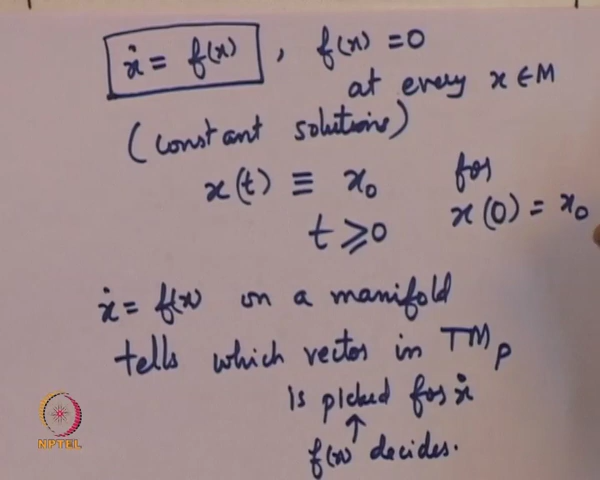 ẋ = f(x) , f(x) = 0
at every x ∈ M
(constant solutions)
x(t) ≡ x₀ for
t ⩾ 0 x(0) = x₀
ẋ = f(x) on a manifold
tells which vector in TMₚ
is picked for ẋ
↑
f(x) decides.
NPTEL